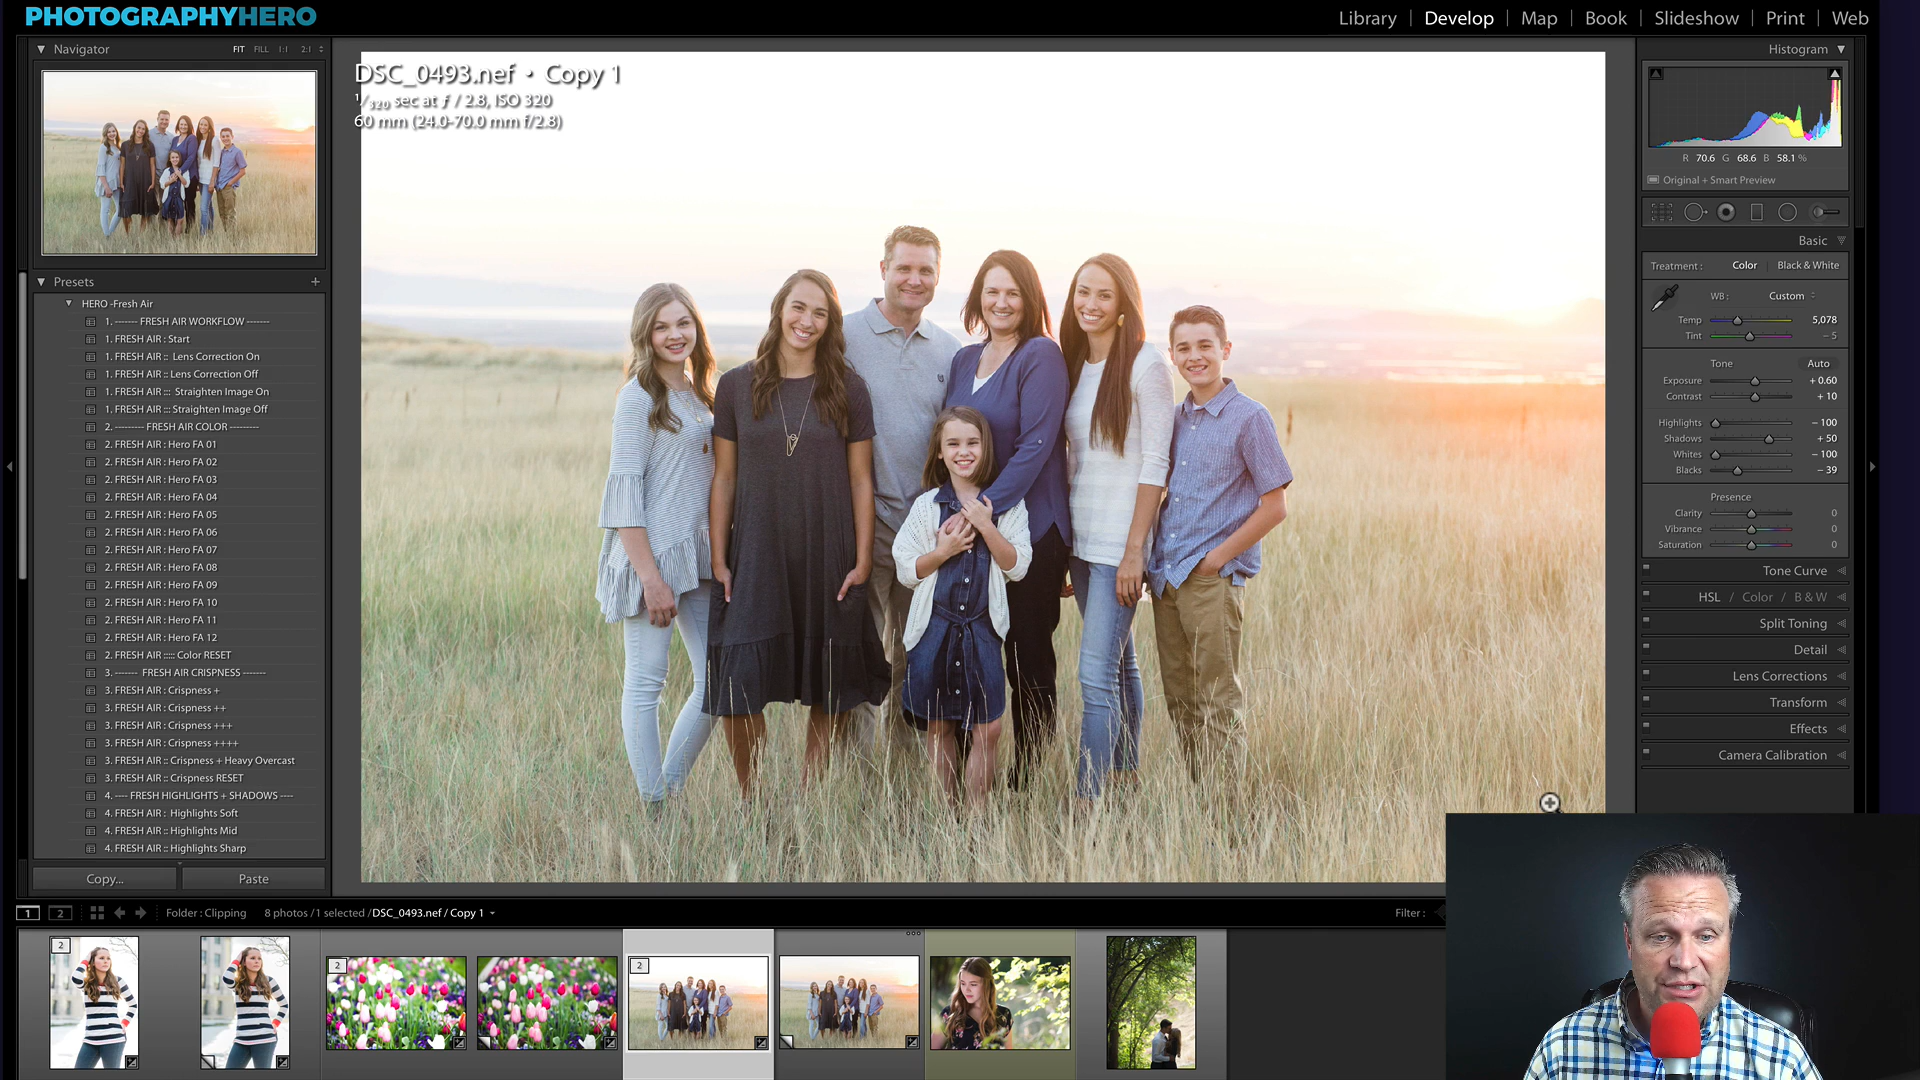 PHOTOGRAPHYHERO
Library | Develop | Map | Book | Slideshow | Print | Web
Navigator FIT FILL 1:1 2:1
Presets +
HERO -Fresh Air
1. ------- FRESH AIR WORKFLOW -------
1. FRESH AIR : Start
1. FRESH AIR :: Lens Correction On
1. FRESH AIR :: Lens Correction Off
1. FRESH AIR ::: Straighten Image On
1. FRESH AIR ::: Straighten Image Off
2. --------- FRESH AIR COLOR ---------
2. FRESH AIR : Hero FA 01
2. FRESH AIR : Hero FA 02
2. FRESH AIR : Hero FA 03
2. FRESH AIR : Hero FA 04
2. FRESH AIR : Hero FA 05
2. FRESH AIR : Hero FA 06
2. FRESH AIR : Hero FA 07
2. FRESH AIR : Hero FA 08
2. FRESH AIR : Hero FA 09
2. FRESH AIR : Hero FA 10
2. FRESH AIR : Hero FA 11
2. FRESH AIR : Hero FA 12
2. FRESH AIR ::::: Color RESET
3. ------- FRESH AIR CRISPNESS -------
3. FRESH AIR : Crispness +
3. FRESH AIR : Crispness ++
3. FRESH AIR : Crispness +++
3. FRESH AIR : Crispness ++++
3. FRESH AIR :: Crispness + Heavy Overcast
3. FRESH AIR :: Crispness RESET
4. ---- FRESH HIGHLIGHTS + SHADOWS ----
4. FRESH AIR : Highlights Soft
4. FRESH AIR :: Highlights Mid
4. FRESH AIR :: Highlights Sharp
Copy... Paste
DSC_0493.nef • Copy 1
1/320 sec at ƒ / 2.8, ISO 320
60 mm (24.0-70.0 mm f/2.8)
Histogram
R 70.6 G 68.6 B 58.1 %
Original + Smart Preview
Basic
Treatment : Color | Black & White
WB : Custom
Temp 5,078
Tint – 5
Tone Auto
Exposure + 0.60
Contrast + 10
Highlights – 100
Shadows + 50
Whites – 100
Blacks – 39
Presence
Clarity 0
Vibrance 0
Saturation 0
Tone Curve
HSL / Color / B & W
Split Toning
Detail
Lens Corrections
Transform
Effects
Camera Calibration
1 2 Folder : Clipping 8 photos /1 selected /DSC_0493.nef / Copy 1 Filter :
2
2
2